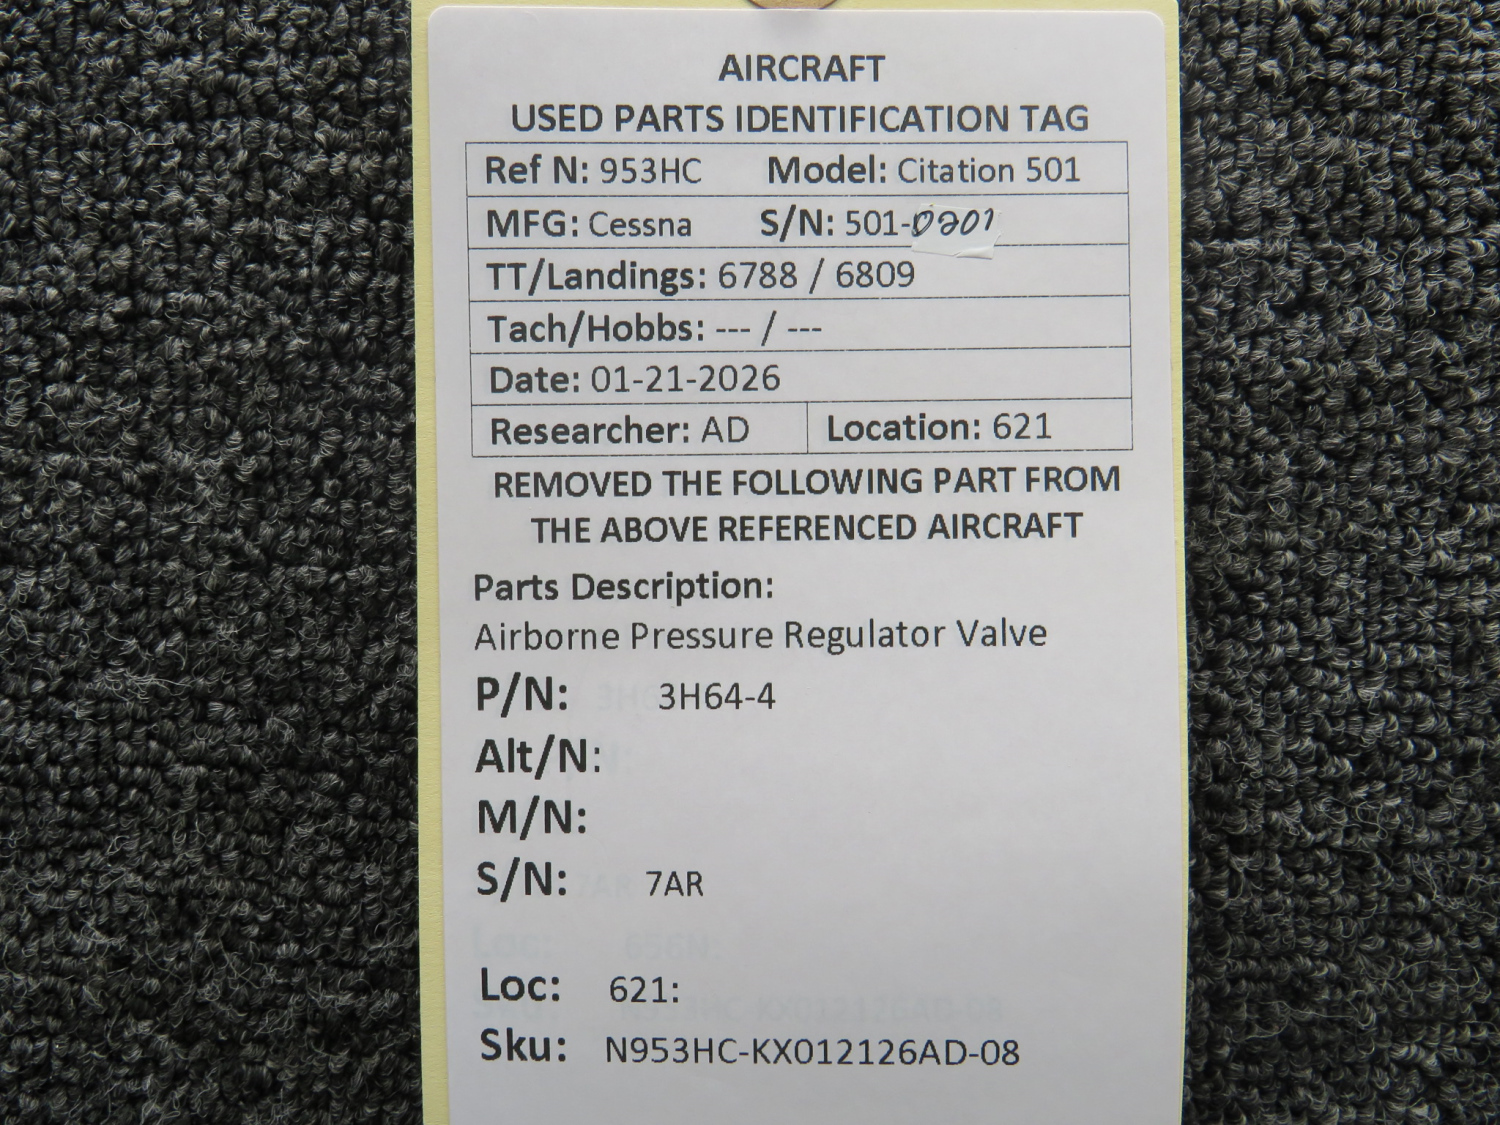 AIRCRAFT
USED PARTS IDENTIFICATION TAG
Ref N: 953HC Model: Citation 501
MFG: Cessna S/N: 501-0201
TT/Landings: 6788 / 6809
Tach/Hobbs: --- / ---
Date: 01-21-2026
Researcher: AD Location: 621
REMOVED THE FOLLOWING PART FROM
THE ABOVE REFERENCED AIRCRAFT
Parts Description:
Airborne Pressure Regulator Valve
P/N: 3H64-4
Alt/N:
M/N:
S/N: 7AR
Loc: 621:
Sku: N953HC-KX012126AD-08